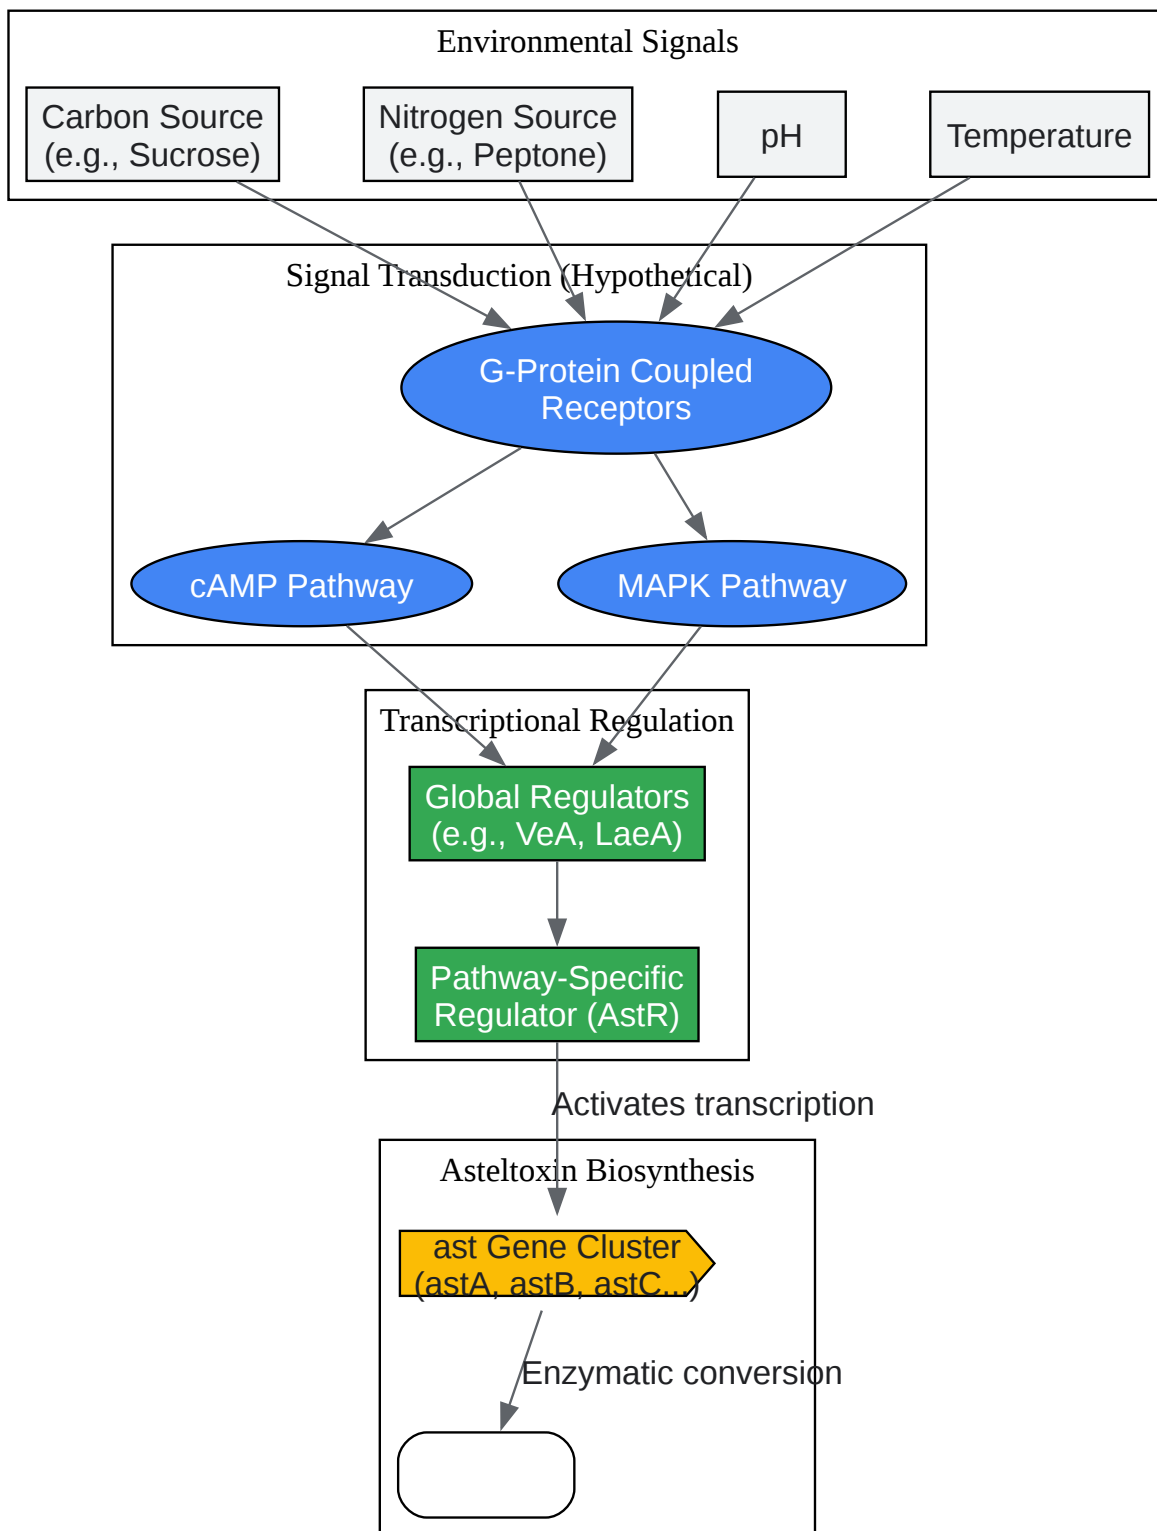 Environmental Signals
Carbon Source
(e.g., Sucrose)
Nitrogen Source
(e.g., Peptone)
pH
Temperature
Signal Transduction (Hypothetical)
G-Protein Coupled
Receptors
cAMP Pathway
MAPK Pathway
Transcriptional Regulation
Global Regulators
(e.g., VeA, LaeA)
Pathway-Specific
Regulator (AstR)
Activates transcription
Asteltoxin Biosynthesis
ast Gene Cluster
(astA, astB, astC...)
Enzymatic conversion